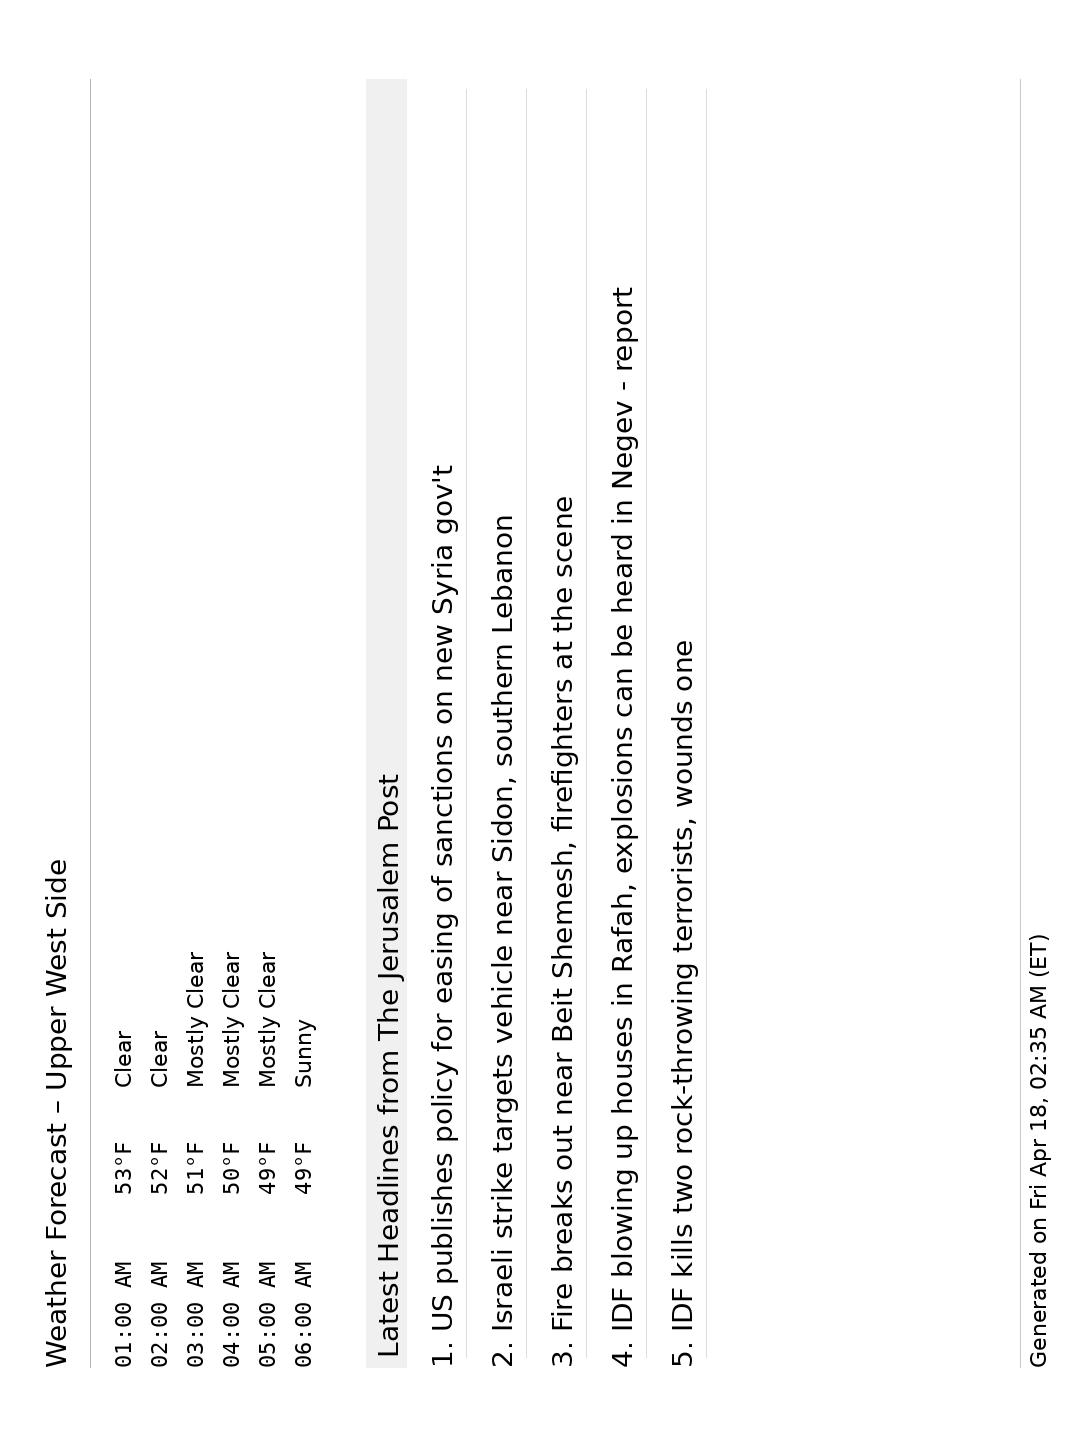 Weather Forecast – Upper West Side
01:00 AM 53°F Clear
02:00 AM 52°F Clear
03:00 AM 51°F Mostly Clear
04:00 AM 50°F Mostly Clear
05:00 AM 49°F Mostly Clear
06:00 AM 49°F Sunny
Latest Headlines from The Jerusalem Post
1. US publishes policy for easing of sanctions on new Syria gov't
2. Israeli strike targets vehicle near Sidon, southern Lebanon
3. Fire breaks out near Beit Shemesh, firefighters at the scene
4. IDF blowing up houses in Rafah, explosions can be heard in Negev - report
5. IDF kills two rock-throwing terrorists, wounds one
Generated on Fri Apr 18, 02:35 AM (ET)